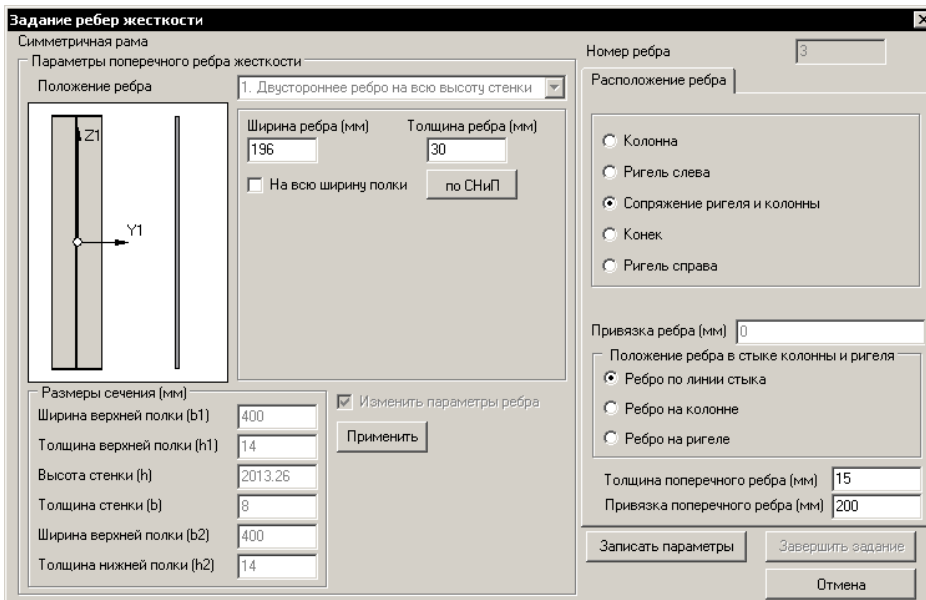 Задание ребер жесткости
Симметричная рама
Параметры поперечного ребра жесткости
Положение ребра
1. Двустороннее ребро на всю высоту стенки
Z1
Y1
Ширина ребра (мм)
Толщина ребра (мм)
196
30
На всю ширину полки
по СНиП
Размеры сечения (мм)
Ширина верхней полки (b1)
400
Толщина верхней полки (h1)
14
Высота стенки (h)
2013.26
Толщина стенки (b)
8
Ширина верхней полки (b2)
400
Толщина нижней полки (h2)
14
Изменить параметры ребра
Применить
Номер ребра
3
Расположение ребра
Колонна
Ригель слева
Сопряжение ригеля и колонны
Конек
Ригель справа
Привязка ребра (мм)
0
Положение ребра в стыке колонны и ригеля
Ребро по линии стыка
Ребро на колонне
Ребро на ригеле
Толщина поперечного ребра (мм)
15
Привязка поперечного ребра (мм)
200
Записать параметры
Завершить задание
Отмена